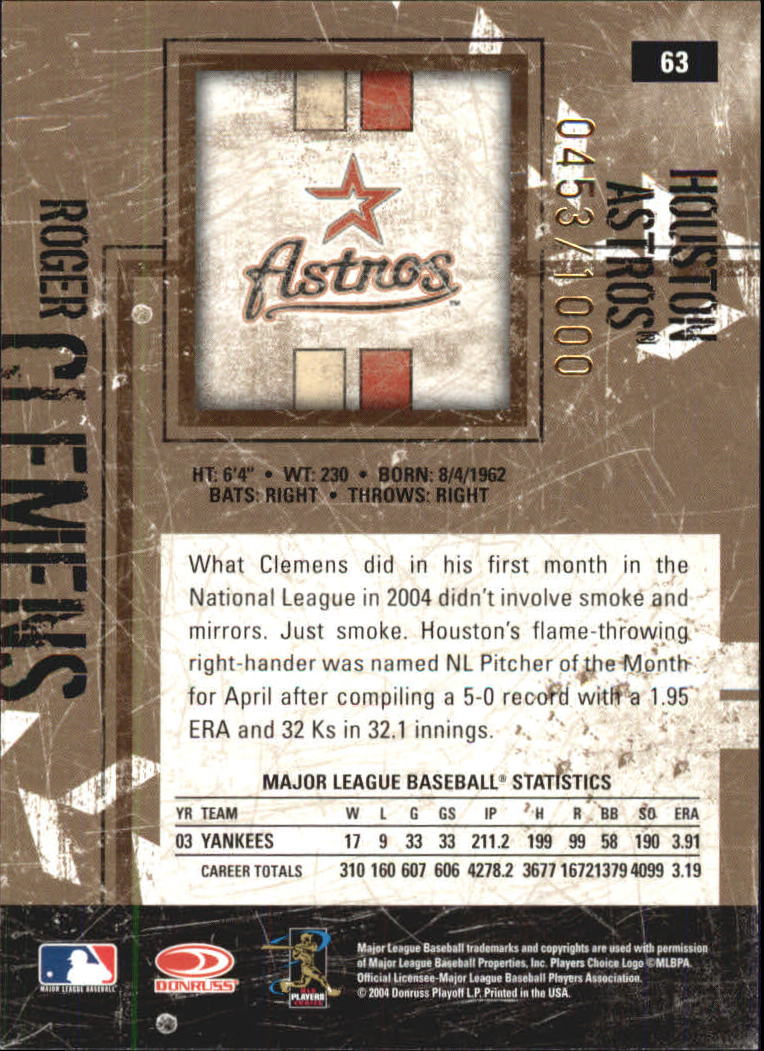 63
HOUSTON
ASTROS™
0453/1000
Astros™
ROGER
CLEMENS
HT: 6'4" • WT: 230 • BORN: 8/4/1962
BATS: RIGHT • THROWS: RIGHT
What Clemens did in his first month in the
National League in 2004 didn't involve smoke and
mirrors. Just smoke. Houston's flame-throwing
right-hander was named NL Pitcher of the Month
for April after compiling a 5-0 record with a 1.95
ERA and 32 Ks in 32.1 innings.
MAJOR LEAGUE BASEBALL® STATISTICS
YR TEAM W L G GS IP H R BB SO ERA
03 YANKEES 17 9 33 33 211.2 199 99 58 190 3.91
CAREER TOTALS 310 160 607 606 4278.2 3677 1672 1379 4099 3.19
MAJOR LEAGUE BASEBALL
DONRUSS
MLB
PLAYERS
CHOICE
Major League Baseball trademarks and copyrights are used with permission
of Major League Baseball Properties, Inc. Players Choice Logo ©MLBPA.
Official Licensee-Major League Baseball Players Association.
© 2004 Donruss Playoff L.P. Printed in the USA.